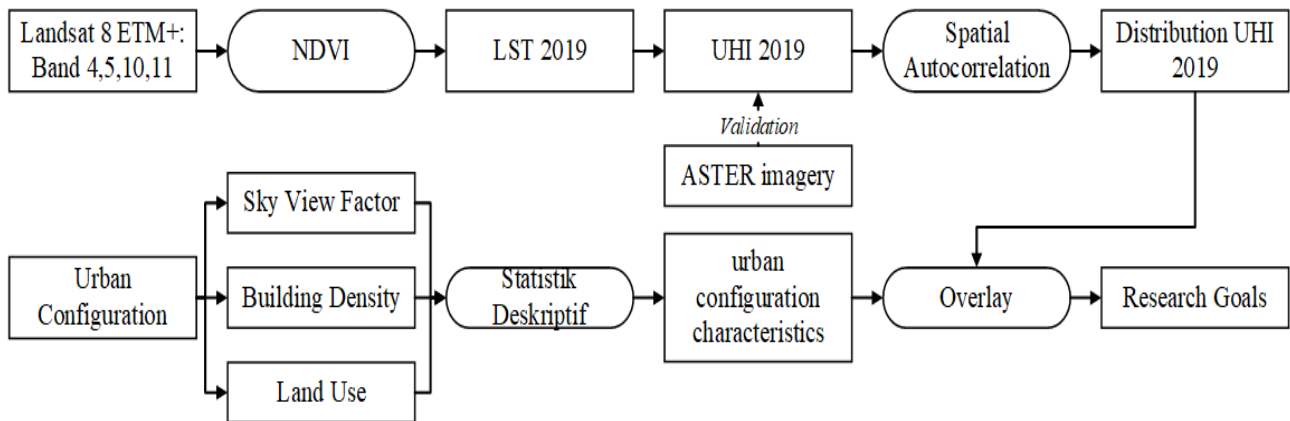 Landsat 8 ETM+:
Band 4,5,10,11
NDVI
LST 2019
UHI 2019
Spatial
Autocorrelation
Distribution UHI
2019
Validation
ASTER imagery
Sky View Factor
Urban
Configuration
Building Density
Land Use
Statistik
Deskriptif
urban
configuration
characteristics
Overlay
Research Goals